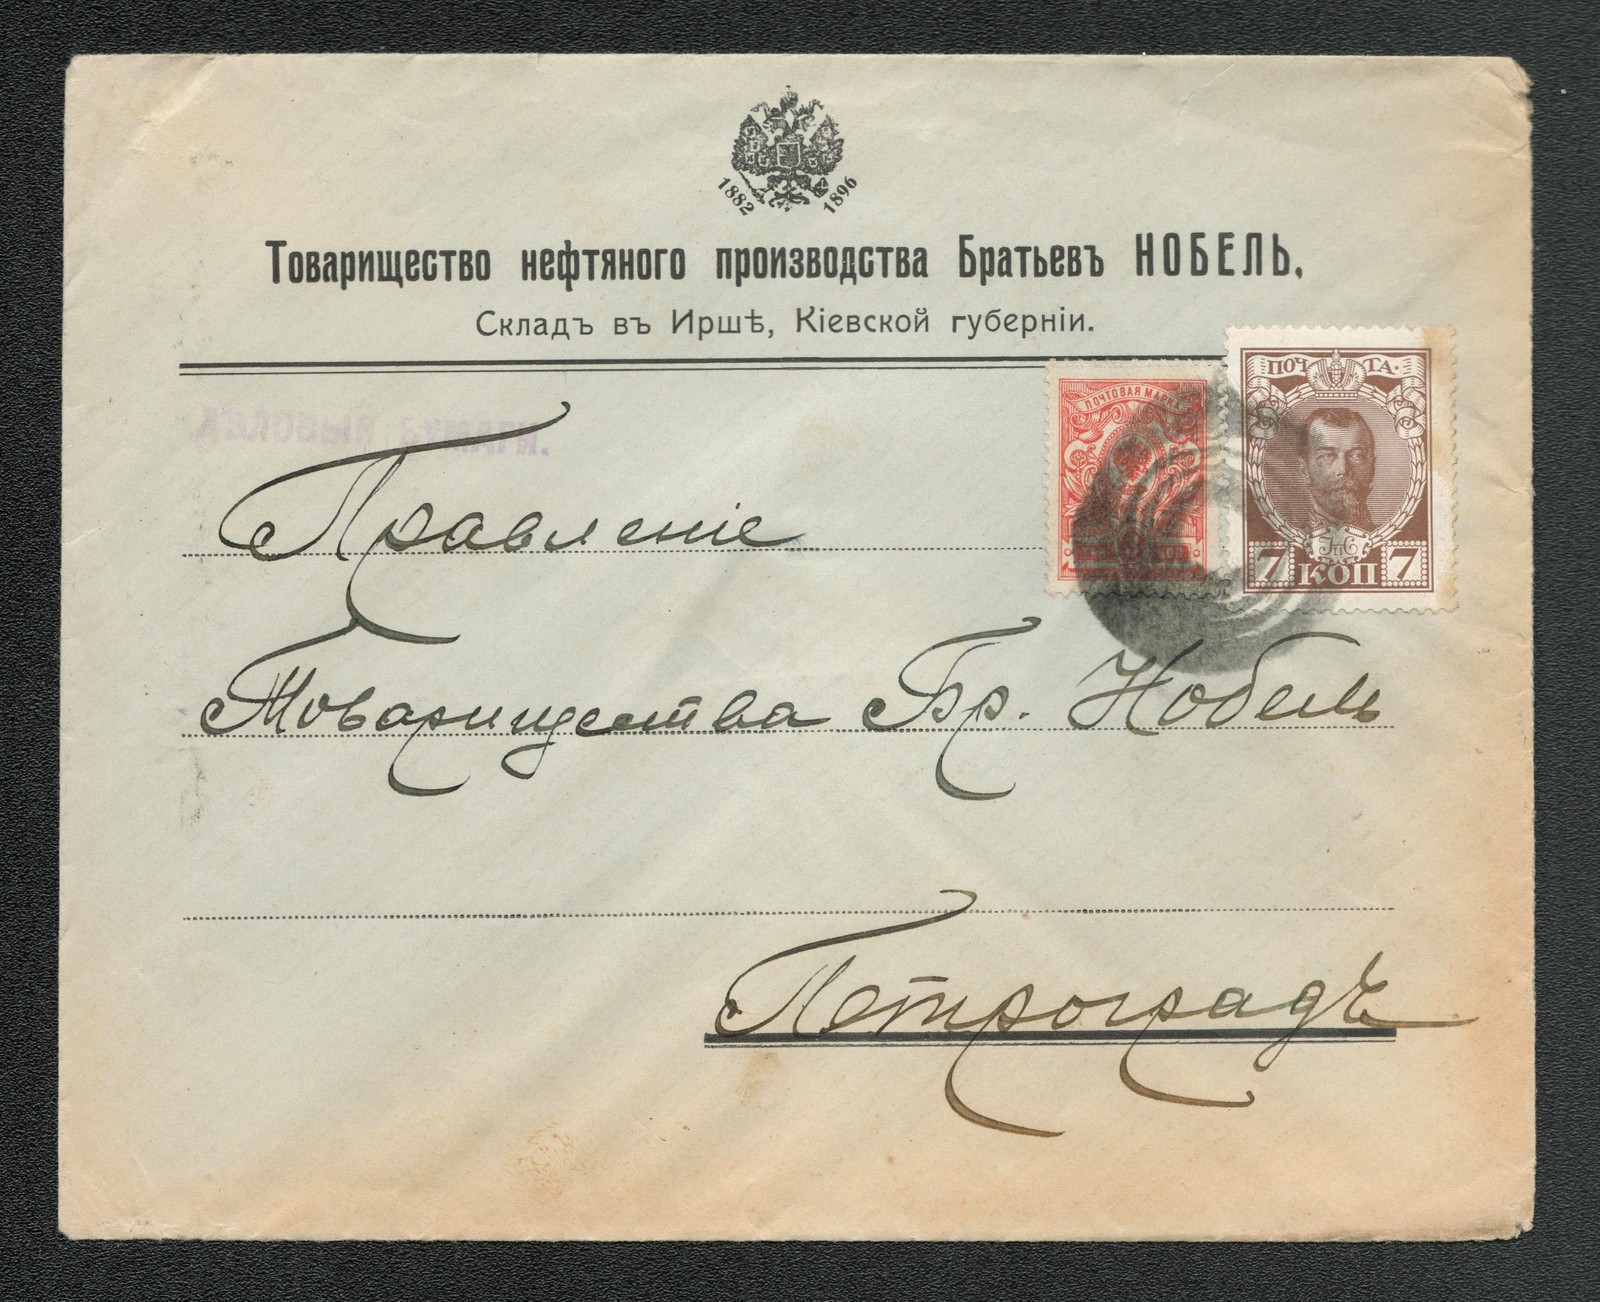 1882 1896
Товарищество нефтяного производства Братьевъ НОБЕЛЬ,
Складъ въ Иршѣ, Кіевской губерніи.
ПОЧТОВАЯ МАРКА
ПОЧТА
7 КОП 7
БУМАГИ.
Правленіе
Товарищества Бр. Нобель
Петроградъ